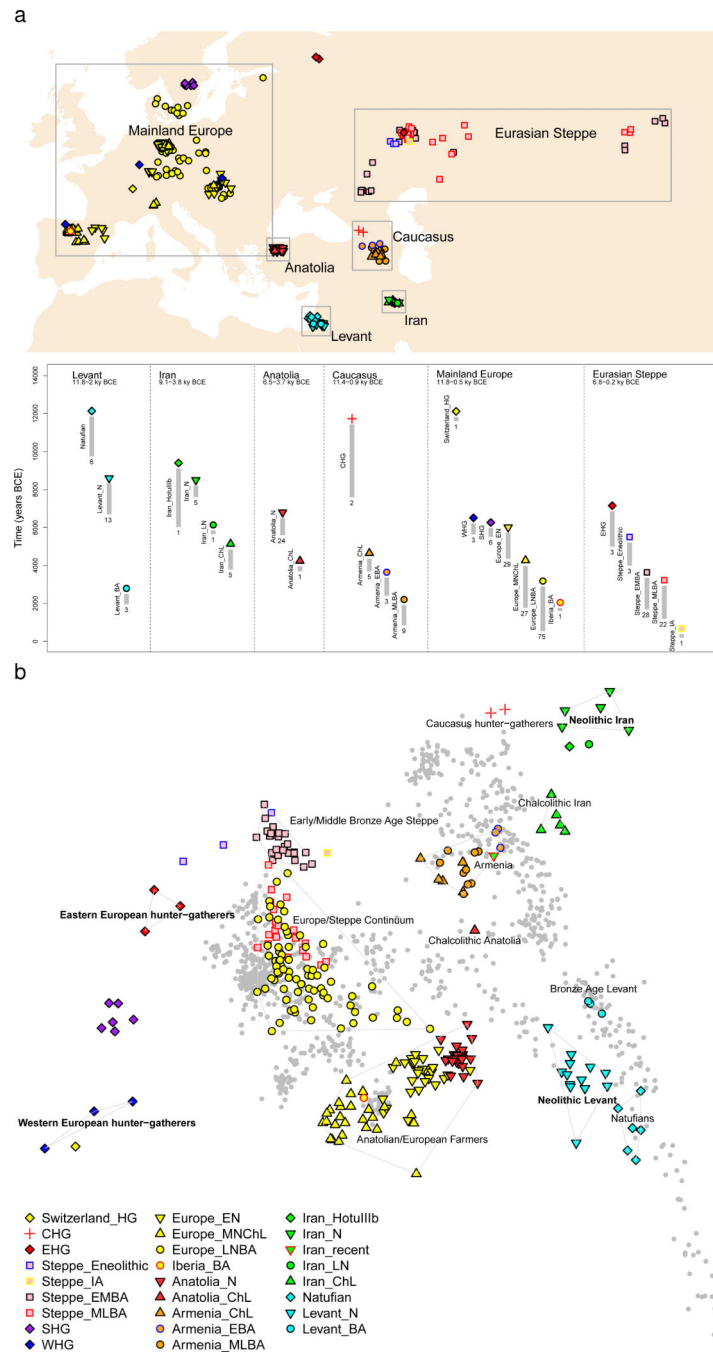 a
Mainland Europe
Eurasian Steppe
Caucasus
Anatolia
Iran
Levant
Time (years BCE)
14000
12000
10000
8000
6000
4000
2000
0
Levant
11.8–2 ky BCE
Natufian
6
Levant_N
13
Levant_BA
3
Iran
9.1–3.8 ky BCE
Iran_HotuIIIb
1
Iran_N
5
Iran_LN
1
Iran_ChL
5
Anatolia
6.5–3.7 ky BCE
Anatolia_N
24
Anatolia_ChL
1
Caucasus
11.4–0.9 ky BCE
CHG
2
Armenia_ChL
5
Armenia_EBA
3
Armenia_MLBA
9
Mainland Europe
11.8–0.5 ky BCE
Switzerland_HG
1
WHG
3
SHG
6
Europe_EN
Europe_MNChL
27
Europe_LNBA
75
Iberia_BA
1
Eurasian Steppe
6.8–0.2 ky BCE
EHG
3
Steppe_Eneolithic
3
Steppe_EMBA
28
Steppe_MLBA
22
Steppe_IA
1
b
Caucasus hunter-gatherers
Neolithic Iran
Chalcolithic Iran
Early/Middle Bronze Age Steppe
Armenia
Eastern European hunter-gatherers
Europe/Steppe Continuum
Chalcolithic Anatolia
Bronze Age Levant
Neolithic Levant
Natufians
Western European hunter-gatherers
Anatolian/European Farmers
Switzerland_HG
CHG
EHG
Steppe_Eneolithic
Steppe_IA
Steppe_EMBA
Steppe_MLBA
SHG
WHG
Europe_EN
Europe_MNChL
Europe_LNBA
Iberia_BA
Anatolia_N
Anatolia_ChL
Armenia_ChL
Armenia_EBA
Armenia_MLBA
Iran_HotuIIIb
Iran_N
Iran_recent
Iran_LN
Iran_ChL
Natufian
Levant_N
Levant_BA